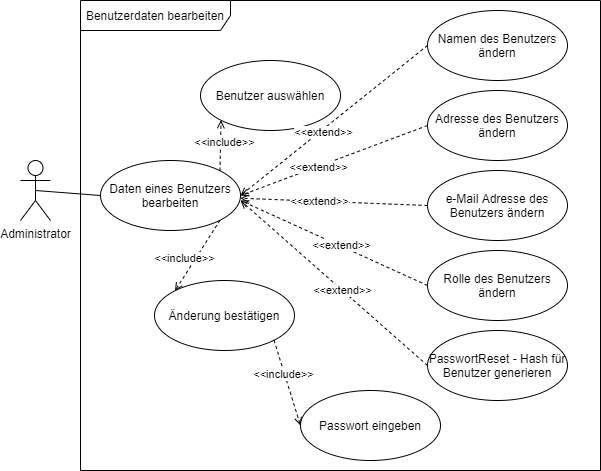 Benutzerdaten bearbeiten
Namen des Benutzers
ändern
Benutzer auswählen
Adresse des Benutzers
ändern
<<extend>>
<<include>>
<<extend>>
Daten eines Benutzers
bearbeiten
e-Mail Adresse des
Benutzers ändern
<<extend>>
Administrator
<<extend>>
<<include>>
Rolle des Benutzers
ändern
<<extend>>
Änderung bestätigen
PasswortReset - Hash für
Benutzer generieren
<<include>>
Passwort eingeben